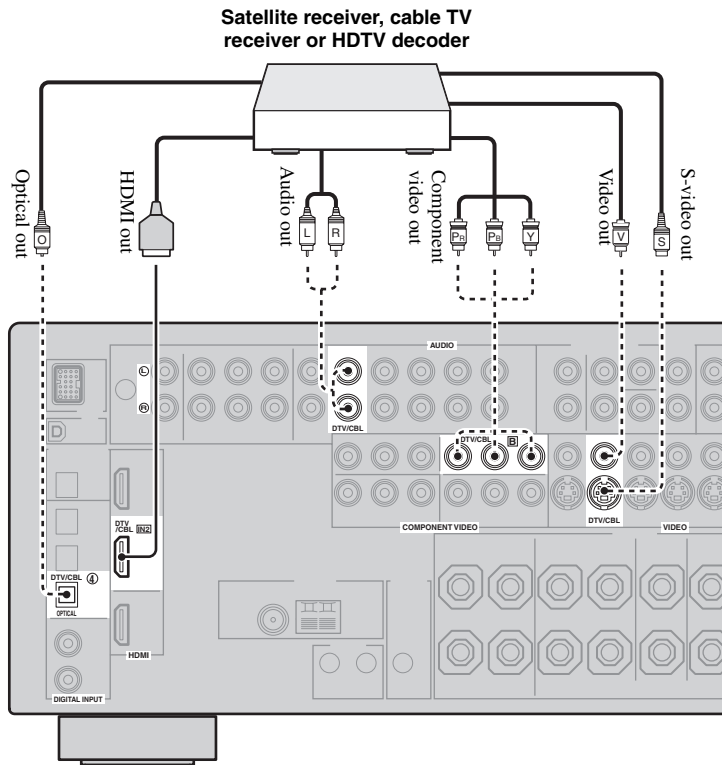 Satellite receiver, cable TV
receiver or HDTV decoder
Optical out
HDMI out
Audio out
Component
video out
Video out
S-video out
O
L
R
PR
PB
Y
V
S
AUDIO
L
R
DTV/CBL
DTV/CBL B
COMPONENT VIDEO
DTV/CBL
VIDEO
D
DTV
/CBL IN2
DTV/CBL 4
OPTICAL
HDMI
DIGITAL INPUT